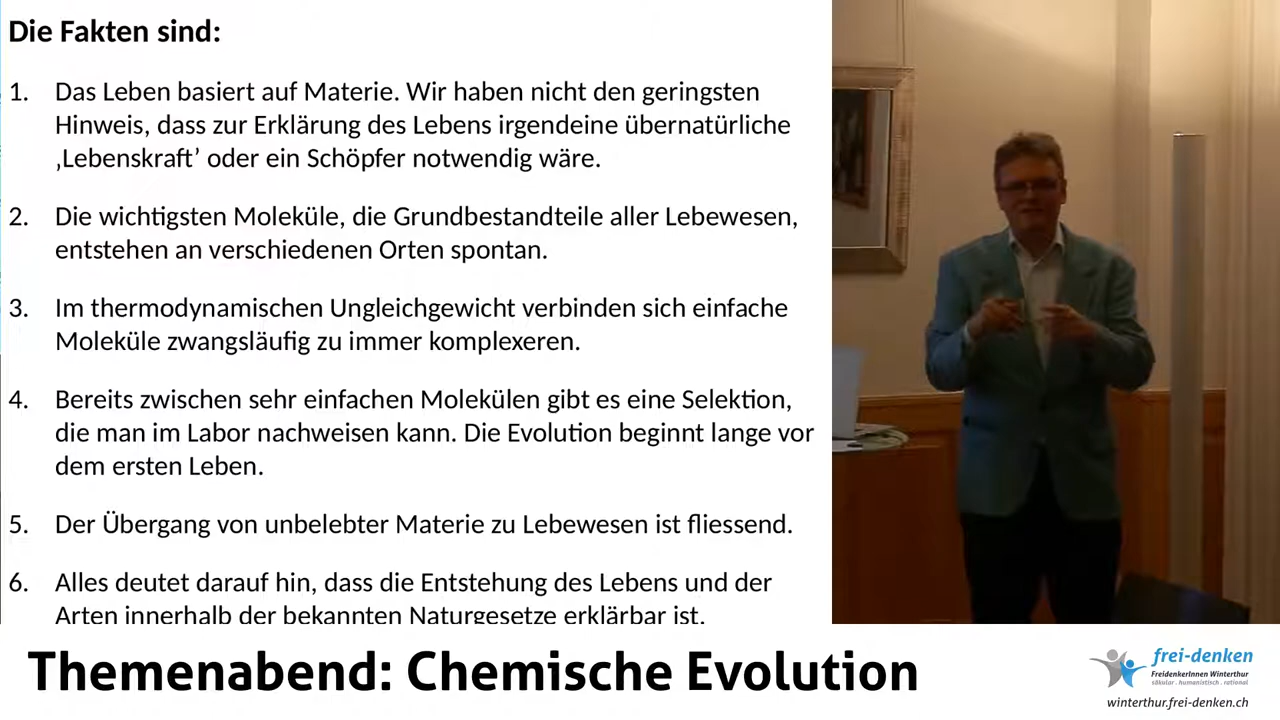 Die Fakten sind:
1. Das Leben basiert auf Materie. Wir haben nicht den geringsten
Hinweis, dass zur Erklärung des Lebens irgendeine übernatürliche
‚Lebenskraft’ oder ein Schöpfer notwendig wäre.
2. Die wichtigsten Moleküle, die Grundbestandteile aller Lebewesen,
entstehen an verschiedenen Orten spontan.
3. Im thermodynamischen Ungleichgewicht verbinden sich einfache
Moleküle zwangsläufig zu immer komplexeren.
4. Bereits zwischen sehr einfachen Molekülen gibt es eine Selektion,
die man im Labor nachweisen kann. Die Evolution beginnt lange vor
dem ersten Leben.
5. Der Übergang von unbelebter Materie zu Lebewesen ist fliessend.
6. Alles deutet darauf hin, dass die Entstehung des Lebens und der
Arten innerhalb der bekannten Naturgesetze erklärbar ist.
Themenabend: Chemische Evolution
frei-denken
FreidenkerInnen Winterthur
säkular . humanistisch . rational
winterthur.frei-denken.ch